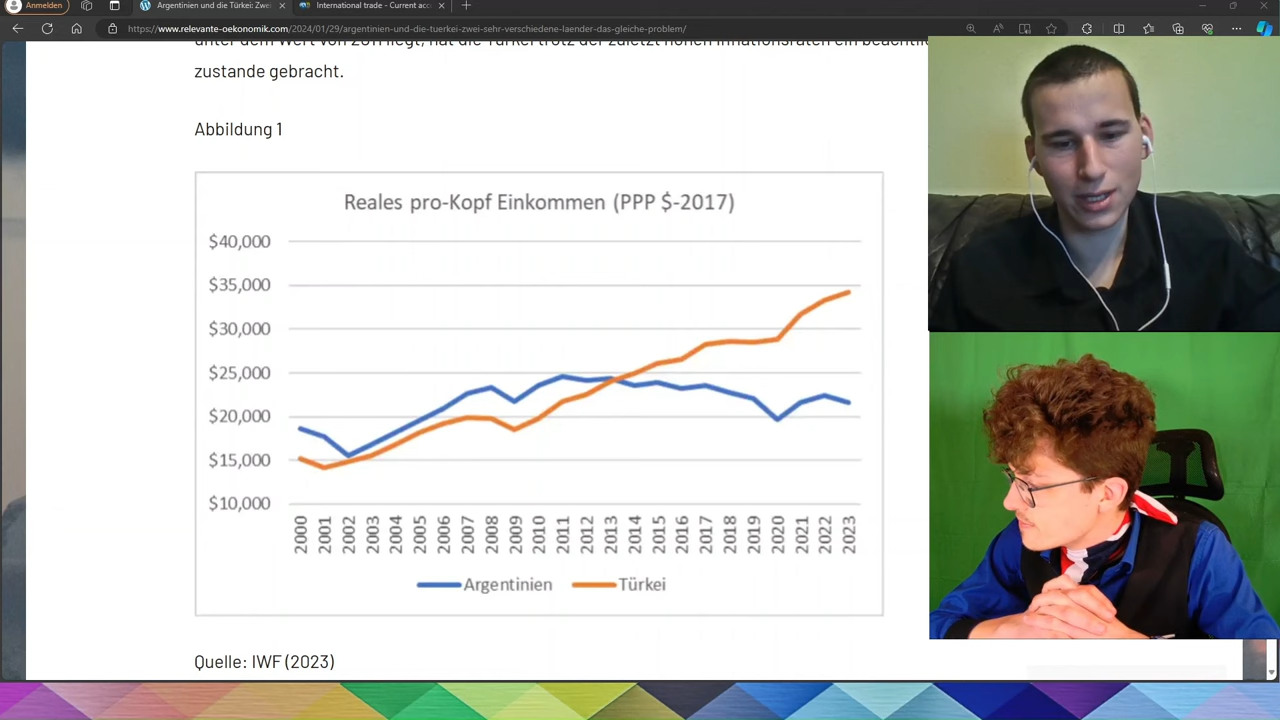 Anmelden
Argentinien und die Türkei: Zwei
International trade - Current acc
https://www.relevante-oekonomik.com/2024/01/29/argentinien-und-die-tuerkei-zwei-sehr-verschiedene-laender-das-gleiche-problem/
zustande gebracht.
Abbildung 1
Reales pro-Kopf Einkommen (PPP $-2017)
$40,000
$35,000
$30,000
$25,000
$20,000
$15,000
$10,000
2000 2001 2002 2003 2004 2005 2006 2007 2008 2009 2010 2011 2012 2013 2014 2015 2016 2017 2018 2019 2020 2021 2022 2023
Argentinien Türkei
Quelle: IWF (2023)